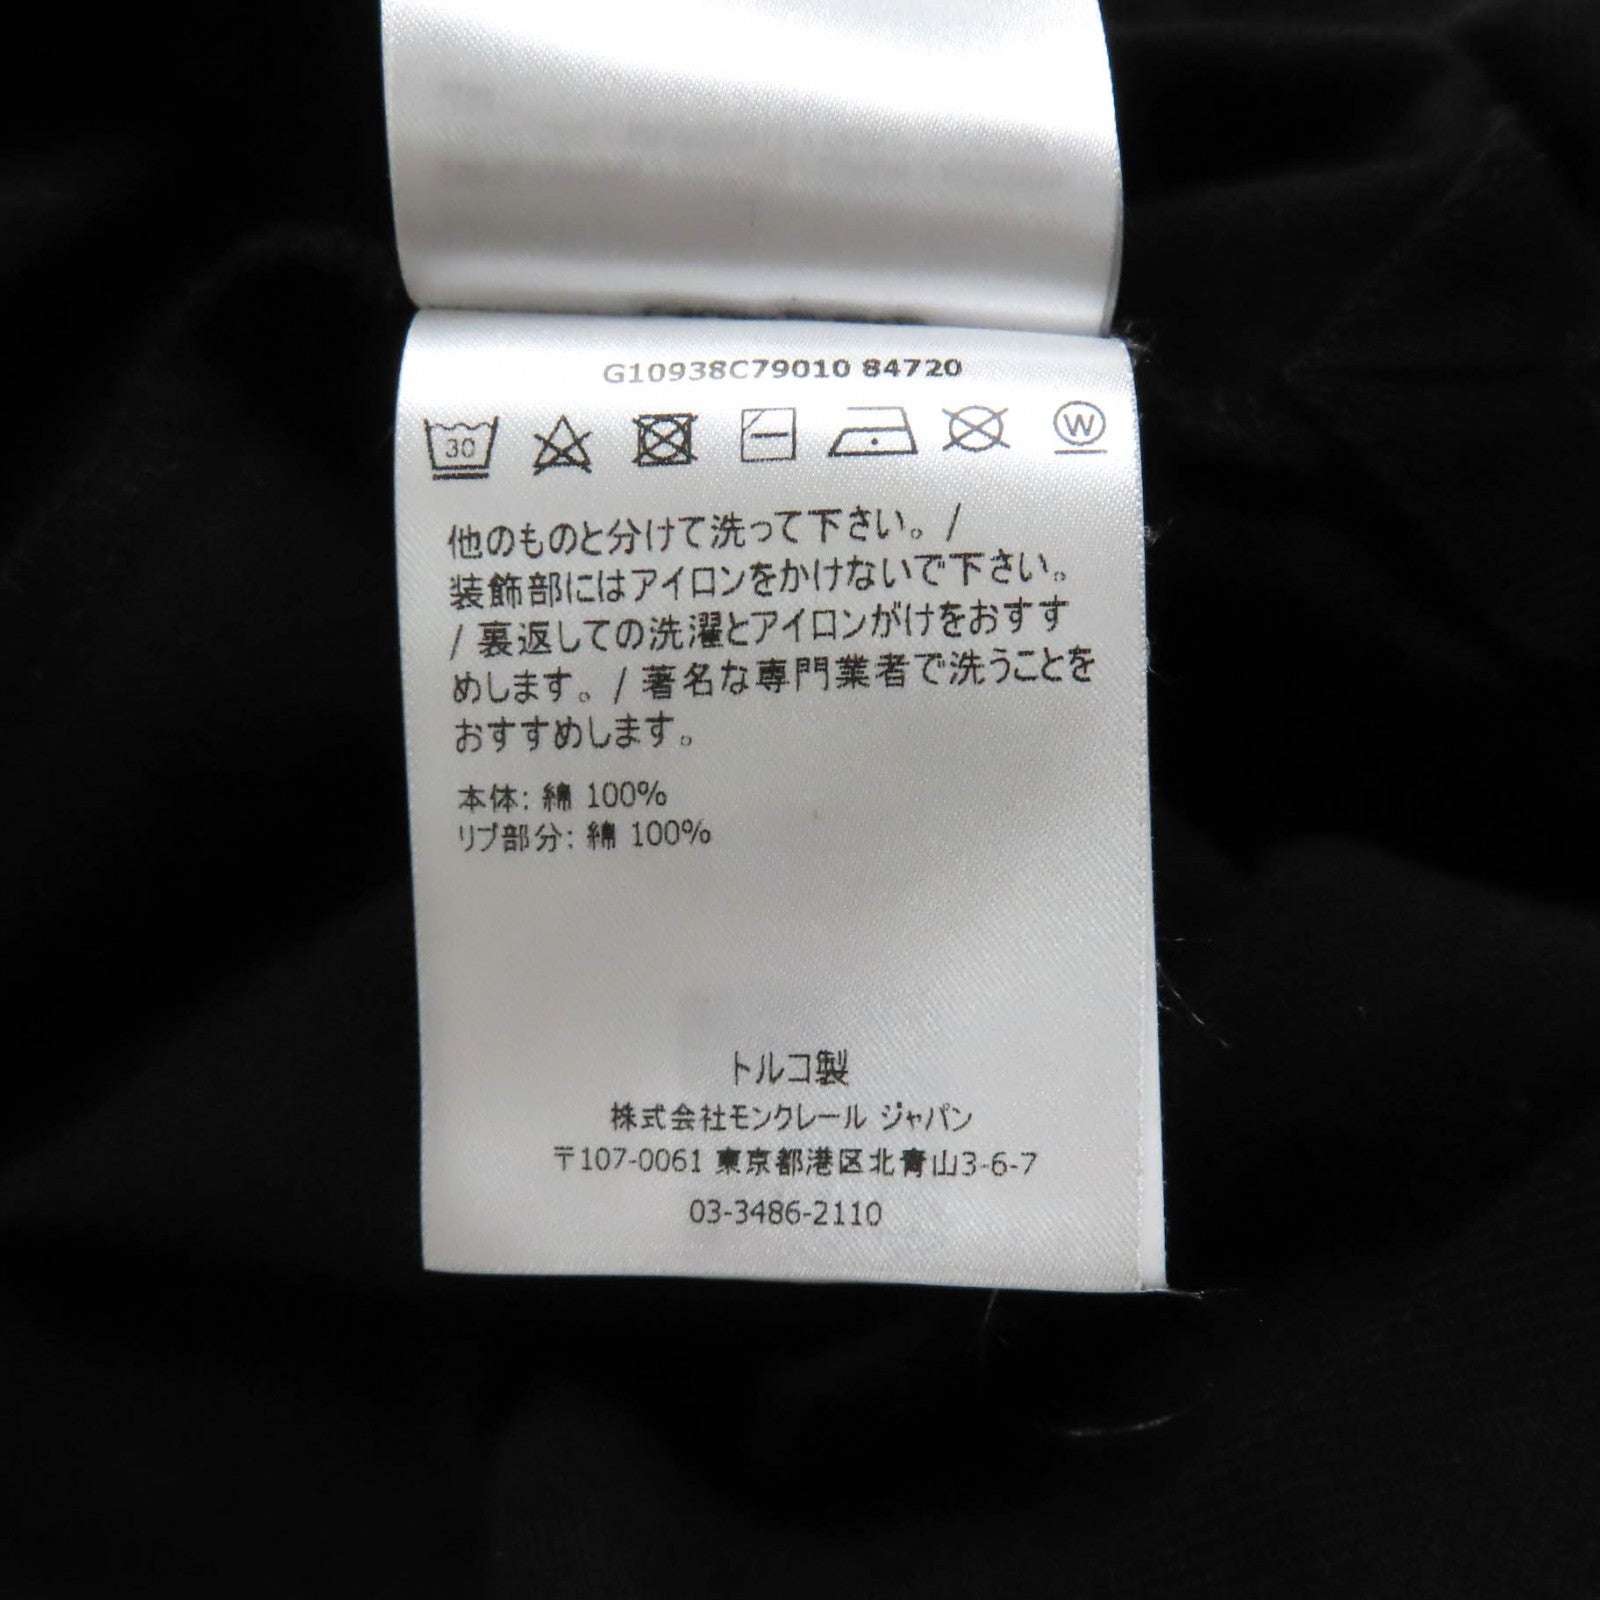 G10938C79010 84720
30
W
他のものと分けて洗って下さい。/
装飾部にはアイロンをかけないで下さい。
/ 裏返しての洗濯とアイロンがけをおすす
めします。/ 著名な専門業者で洗うことを
おすすめします。
本体: 綿 100%
リブ部分: 綿 100%
トルコ製
株式会社モンクレール ジャパン
〒107-0061 東京都港区北青山3-6-7
03-3486-2110